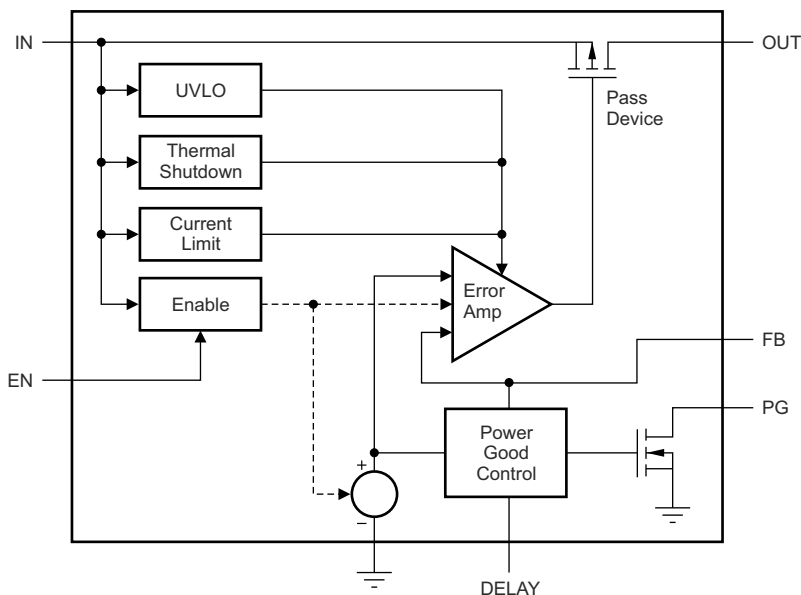 IN
OUT
UVLO
Pass
Device
Thermal
Shutdown
Current
Limit
Enable
Error
Amp
FB
EN
PG
Power
Good
Control
+
−
DELAY